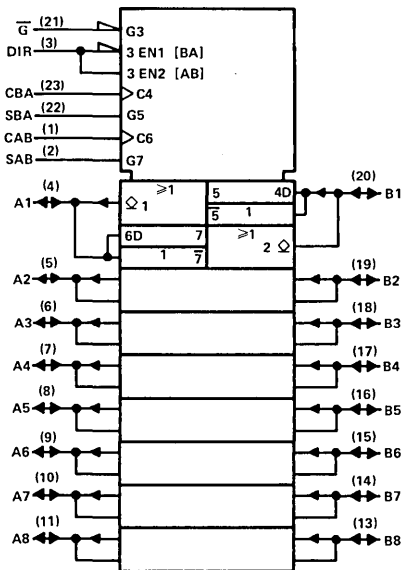 G̅ (21) G3
DIR (3) 3 EN1 [BA]
3 EN2 [AB]
CBA (23) C4
SBA (22) G5
CAB (1) C6
SAB (2) G7
A1 (4) ≥1 5 4D (20) B1
◇ 1 5̅ 1
6D 7 ≥1
1 7̅ 2 ◇
A2 (5) (19) B2
A3 (6) (18) B3
A4 (7) (17) B4
A5 (8) (16) B5
A6 (9) (15) B6
A7 (10) (14) B7
A8 (11) (13) B8